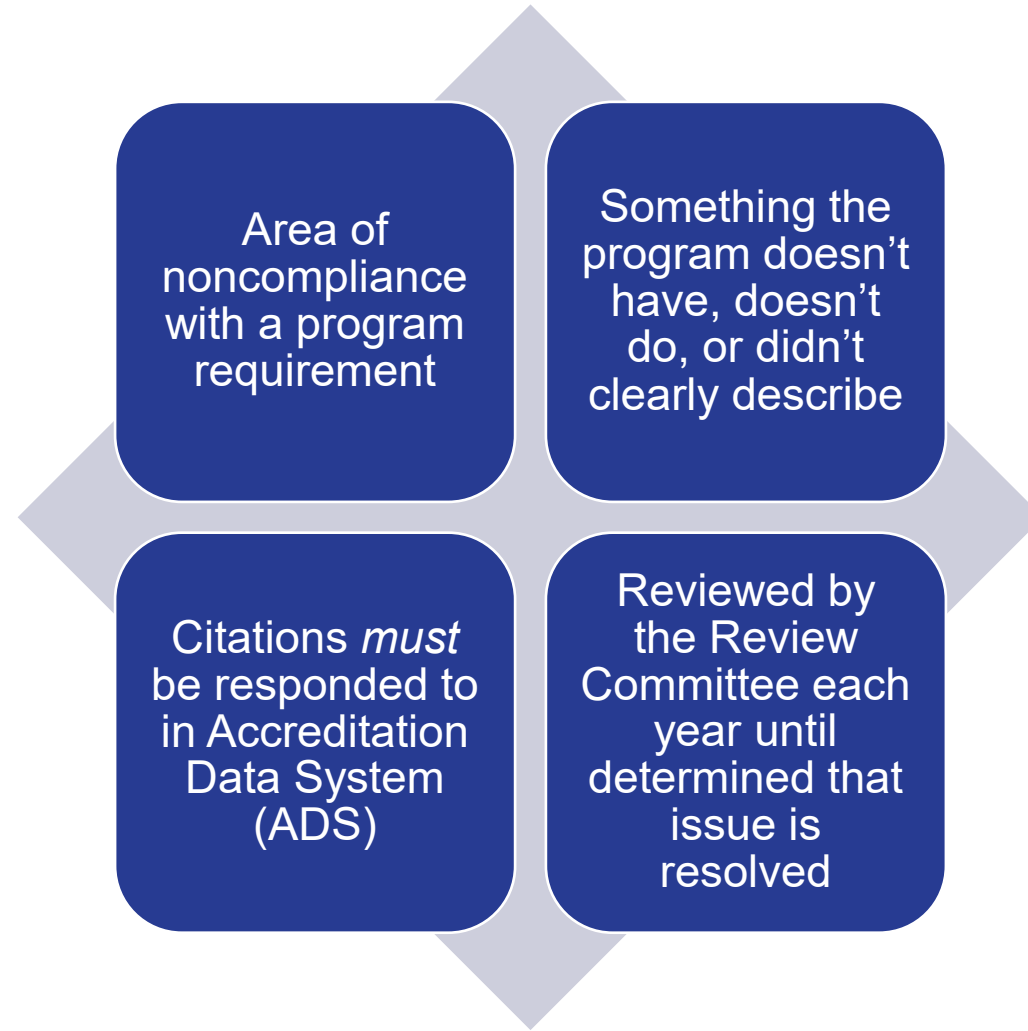 Area of
noncompliance
with a program
requirement
Something the
program doesn’t
have, doesn’t
do, or didn’t
clearly describe
Citations must
be responded to
in Accreditation
Data System
(ADS)
Reviewed by
the Review
Committee each
year until
determined that
issue is
resolved